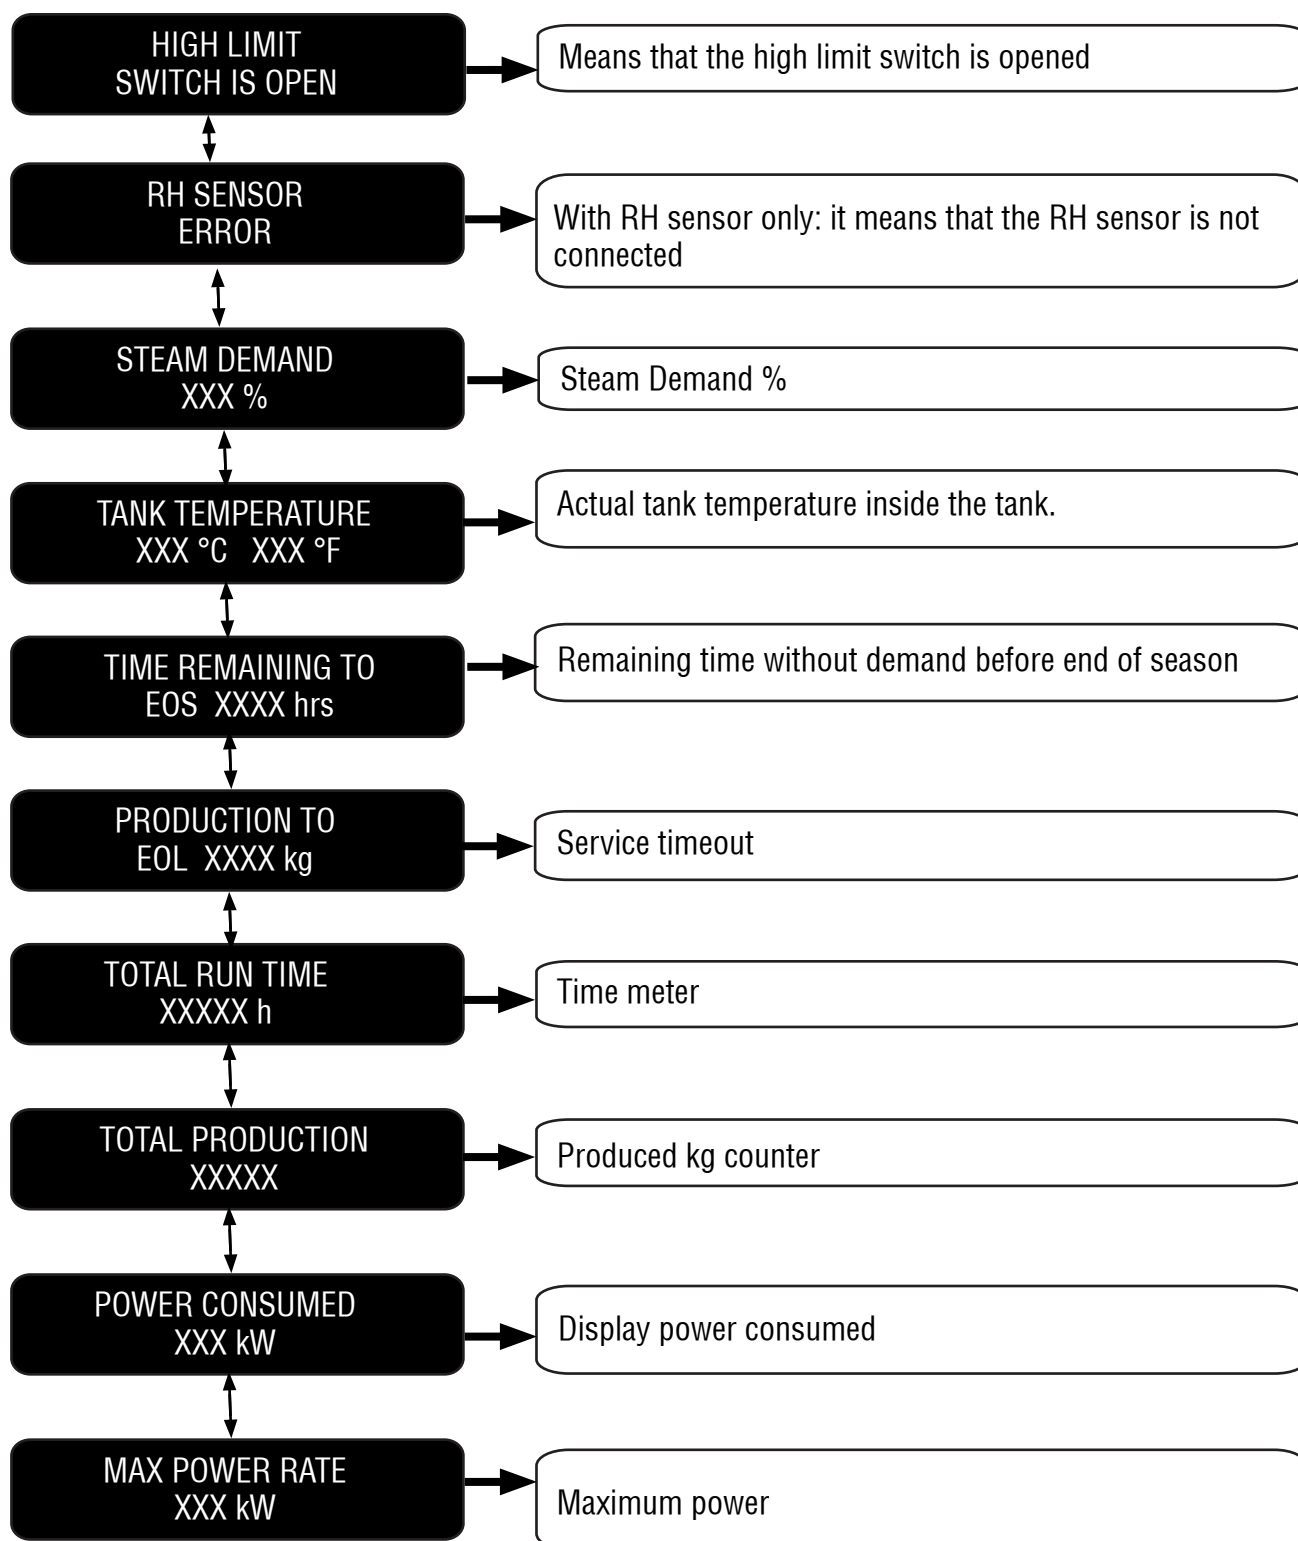 HIGH LIMIT
SWITCH IS OPEN
Means that the high limit switch is opened
RH SENSOR
ERROR
With RH sensor only: it means that the RH sensor is not
connected
STEAM DEMAND
XXX %
Steam Demand %
TANK TEMPERATURE
XXX °C XXX °F
Actual tank temperature inside the tank.
TIME REMAINING TO
EOS XXXX hrs
Remaining time without demand before end of season
PRODUCTION TO
EOL XXXX kg
Service timeout
TOTAL RUN TIME
XXXXX h
Time meter
TOTAL PRODUCTION
XXXXX
Produced kg counter
POWER CONSUMED
XXX kW
Display power consumed
MAX POWER RATE
XXX kW
Maximum power